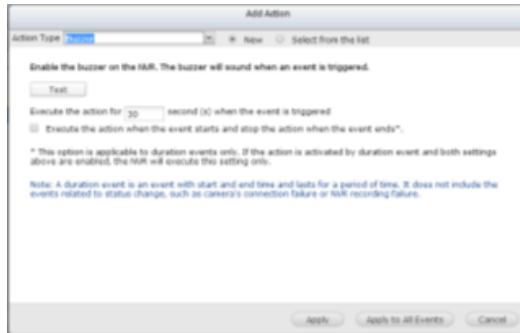 Add Action
Action Type Buzzer New Select from the list
Enable the buzzer on the NVR. The buzzer will sound when an event is triggered.
Test
Execute the action for 30 second (s) when the event is triggered
Execute the action when the event starts and stop the action when the event ends*.
* This option is applicable to duration events only. If the action is activated by duration event and both settings
above are enabled, the NVR will execute this setting only.
Note: A duration event is an event with start and end time and lasts for a period of time. It does not include the
events related to status change, such as camera's connection failure or NVR recording failure.
Apply Apply to All Events Cancel